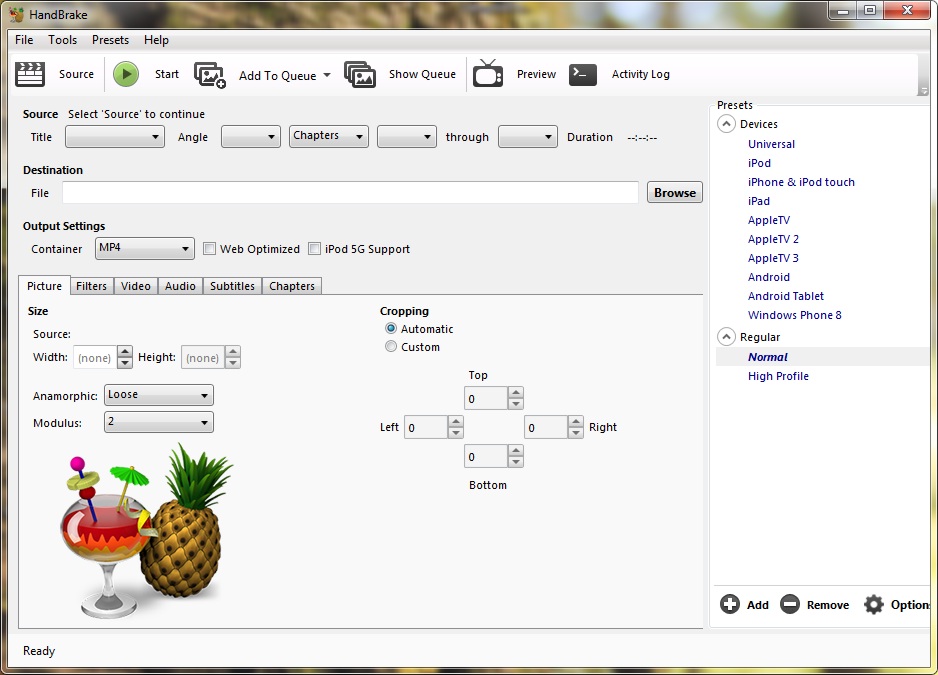 HandBrake
File Tools Presets Help
Source Start Add To Queue Show Queue Preview Activity Log
Source Select 'Source' to continue
Title Angle Chapters through Duration --:--:--
Destination
File Browse
Output Settings
Container MP4 Web Optimized iPod 5G Support
Picture Filters Video Audio Subtitles Chapters
Size
Source:
Width: (none) Height: (none)
Anamorphic: Loose
Modulus: 2
Cropping
Automatic
Custom
Top
0
Left 0 0 Right
0
Bottom
Presets
Devices
Universal
iPod
iPhone & iPod touch
iPad
AppleTV
AppleTV 2
AppleTV 3
Android
Android Tablet
Windows Phone 8
Regular
Normal
High Profile
Add Remove Option
Ready